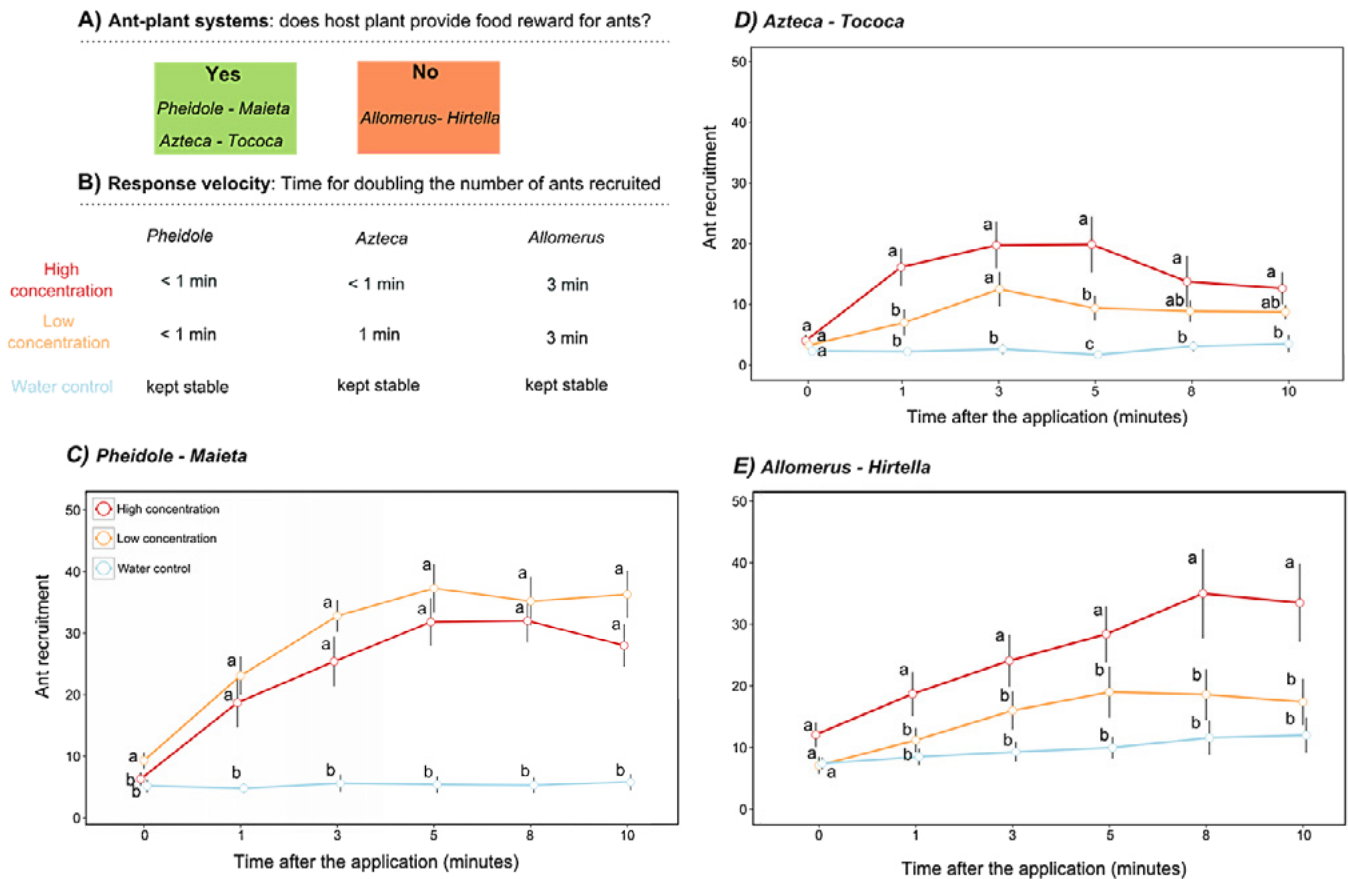 A) Ant-plant systems: does host plant provide food reward for ants?
Yes
Pheidole - Maieta
Azteca - Tococa
No
Allomerus- Hirtella
B) Response velocity: Time for doubling the number of ants recruited
Pheidole Azteca Allomerus
High
concentration
< 1 min < 1 min 3 min
Low
concentration
< 1 min 1 min 3 min
Water control kept stable kept stable kept stable
C) Pheidole - Maieta
50
40
30
20
10
0
Ant recruitment
High concentration
Low concentration
Water control
a
b
b
a
a
b
a
a
b
a
a
b
a
a
b
a
a
b
0 1 3 5 8 10
Time after the application (minutes)
D) Azteca - Tococa
50
40
30
20
10
0
Ant recruitment
a
a
a
a
b
b
a
a
b
a
b
c
a
ab
b
a
ab
b
0 1 3 5 8 10
Time after the application (minutes)
E) Allomerus - Hirtella
50
40
30
20
10
0
Ant recruitment
a
a
a
a
b
b
a
b
b
a
b
b
a
b
b
a
b
b
0 1 3 5 8 10
Time after the application (minutes)